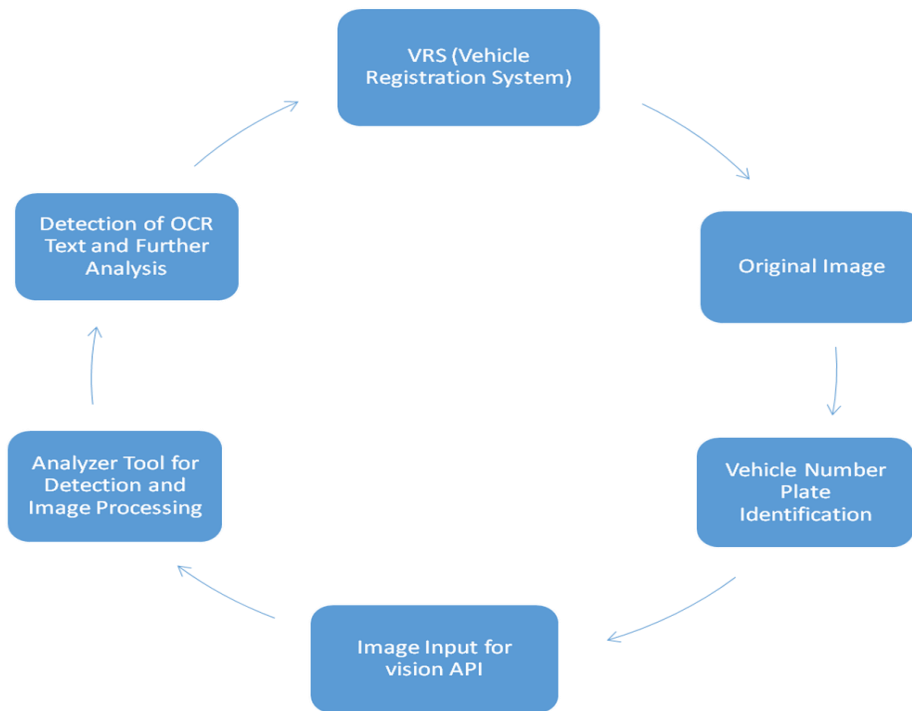 VRS (Vehicle
Registration System)
Original Image
Vehicle Number
Plate
Identification
Image Input for
vision API
Analyzer Tool for
Detection and
Image Processing
Detection of OCR
Text and Further
Analysis